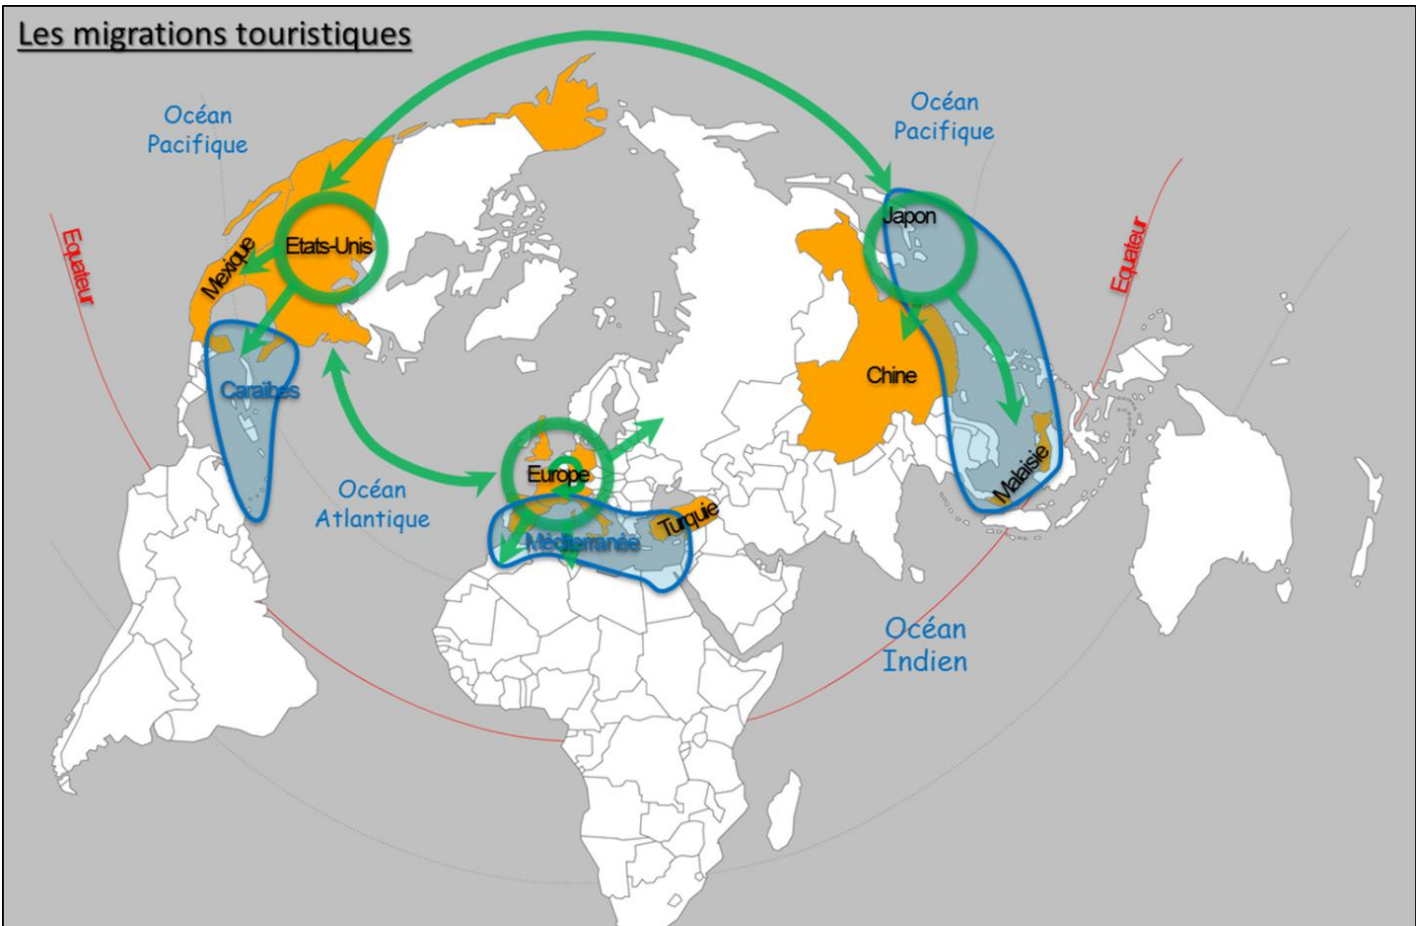 Les migrations touristiques
Océan
Pacifique
Océan
Pacifique
Japon
Etats-Unis
Mexique
Equateur
Equateur
Chine
Caraïbes
Europe
Océan
Atlantique
Malaisie
Turquie
Méditerranée
Océan
Indien